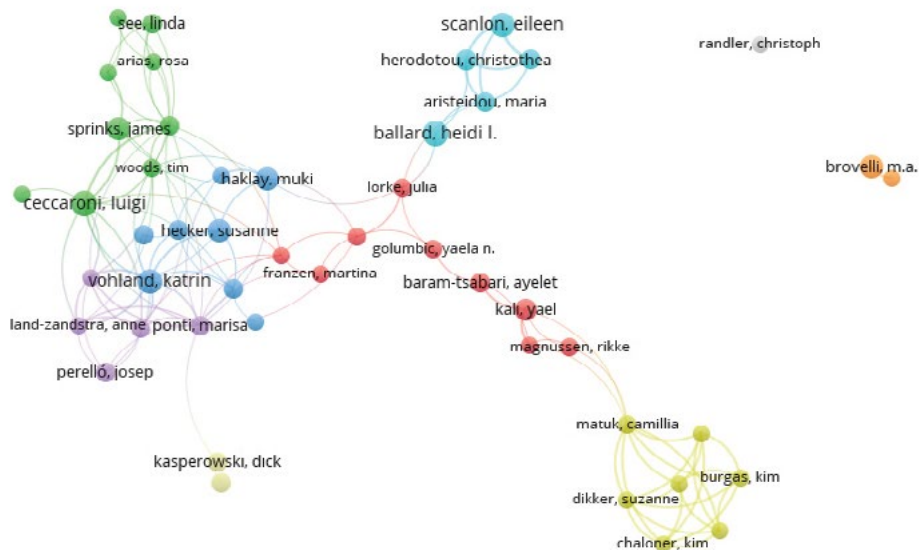 see, linda
scanlon, eileen
randler, christoph
arias, rosa
herodotou, christothea
aristeidou, maria
sprinks, james
ballard, heidi l.
woods, tim
haklay, muki
brovelli, m.a.
lorke, julia
ceccaroni, luigi
hecker, susanne
golumbic, yaela n.
franzen, martina
vohland, katrin
baram-tsabari, ayelet
kali, yael
land-zandstra, anne
ponti, marisa
magnussen, rikke
perelló, josep
matuk, camillia
kasperowski, dick
burgas, kim
dikker, suzanne
chaloner, kim